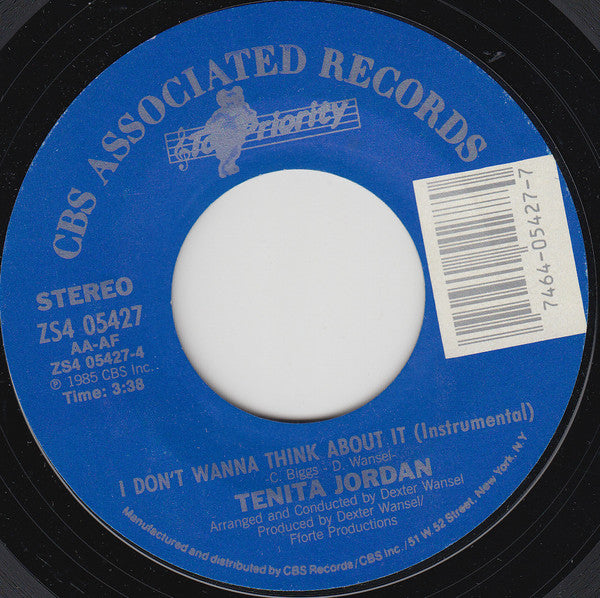 CBS ASSOCIATED RECORDS
Top Priority
STEREO
ZS4 05427
AA-AF
ZS4 05427-4
℗ 1985 CBS Inc.
Time: 3:38
7464-05427-7
I DON'T WANNA THINK ABOUT IT (Instrumental)
-C. Biggs - D. Wansel-
TENITA JORDAN
Arranged and Conducted by Dexter Wansel
Produced by Dexter Wansel/
Fforte Productions
Manufactured and distributed by CBS Records/CBS Inc./51 W. 52 Street, New York, N.Y.